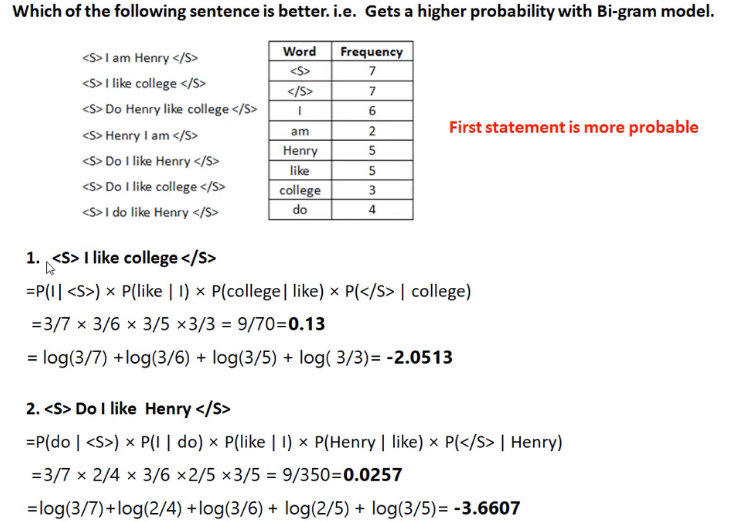 Which of the following sentence is better. i.e. Gets a higher probability with Bi-gram model.
<S> I am Henry </S>
<S> I like college </S>
<S> Do Henry like college </S>
<S> Henry I am </S>
<S> Do I like Henry </S>
<S> Do I like college </S>
<S> I do like Henry </S>
Word Frequency
<S> 7
</S> 7
I 6
am 2
Henry 5
like 5
college 3
do 4
First statement is more probable
1. <S> I like college </S>
=P(I| <S>) × P(like | I) × P(college| like) × P(</S> | college)
=3/7 × 3/6 × 3/5 ×3/3 = 9/70=0.13
= log(3/7) +log(3/6) + log(3/5) + log( 3/3)= -2.0513
2. <S> Do I like Henry </S>
=P(do | <S>) × P(I | do) × P(like | I) × P(Henry | like) × P(</S> | Henry)
=3/7 × 2/4 × 3/6 ×2/5 ×3/5 = 9/350=0.0257
=log(3/7)+log(2/4) +log(3/6) + log(2/5) + log(3/5)= -3.6607